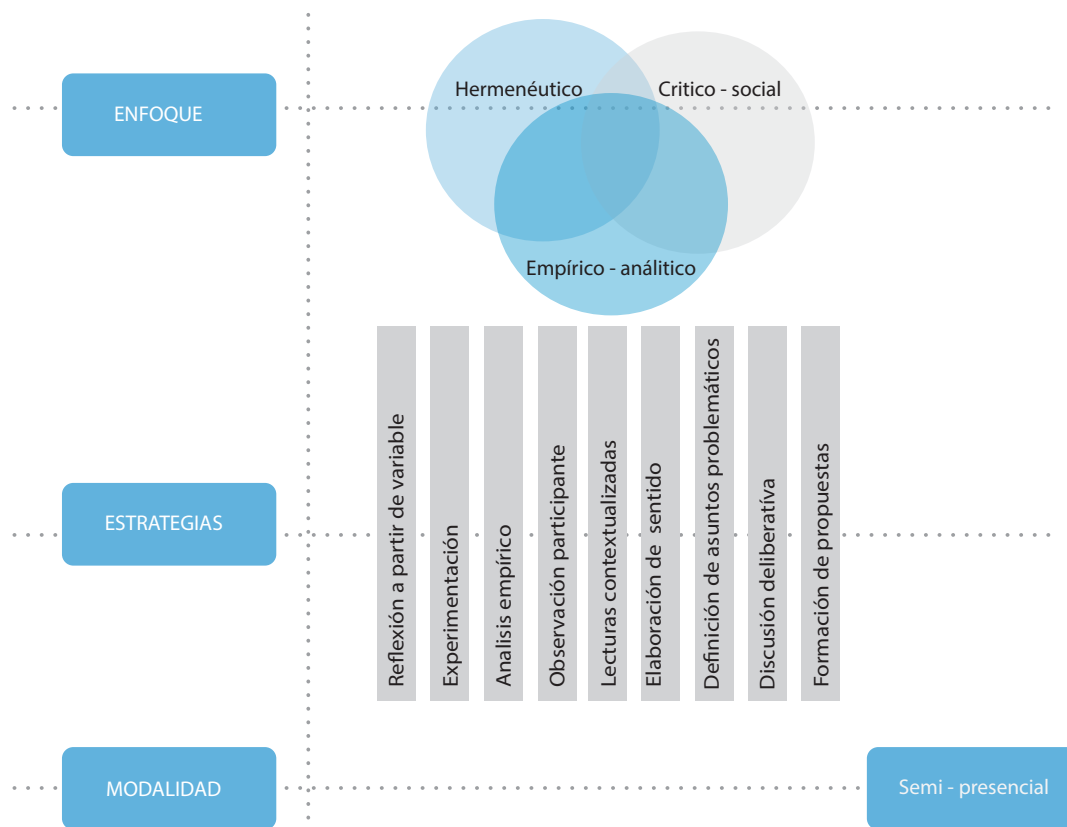 ENFOQUE
Hermenéutico
Critico - social
Empírico - análitico
ESTRATEGIAS
Reflexión a partir de variable
Experimentación
Analisis empírico
Observación participante
Lecturas contextualizadas
Elaboración de sentido
Definición de asuntos problemáticos
Discusión deliberatíva
Formación de propuestas
MODALIDAD
Semi - presencial